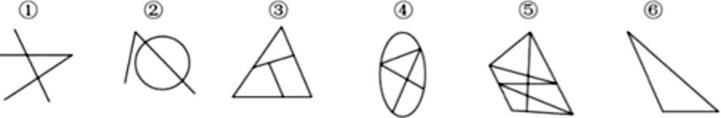 ① ② ③ ④ ⑤ ⑥